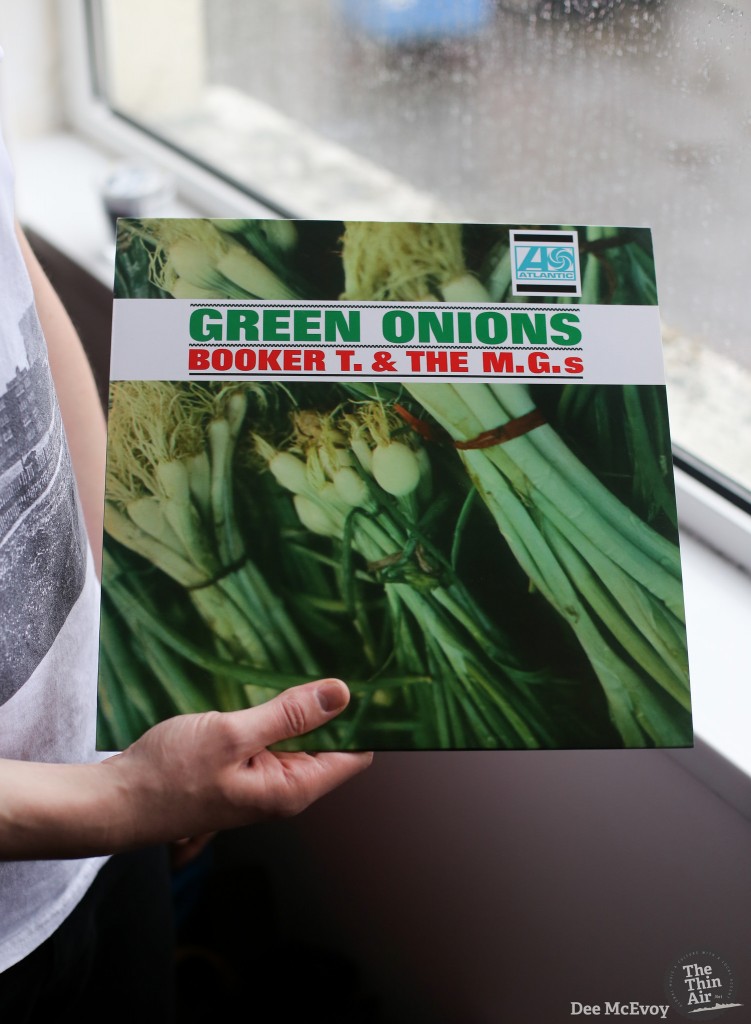 ATLANTIC
GREEN ONIONS
BOOKER T. & THE M.G.s
The
Thin
Air
Dee McEvoy